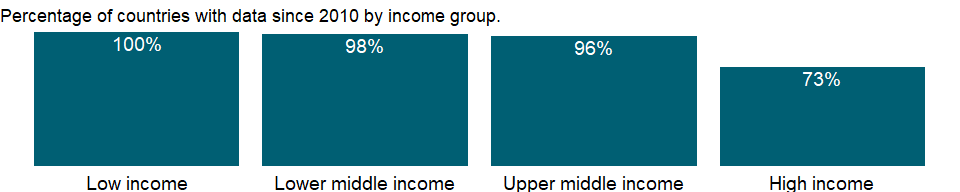 Percentage of countries with data since 2010 by income group.
100% 98% 96% 73%
Low income Lower middle income Upper middle income High income